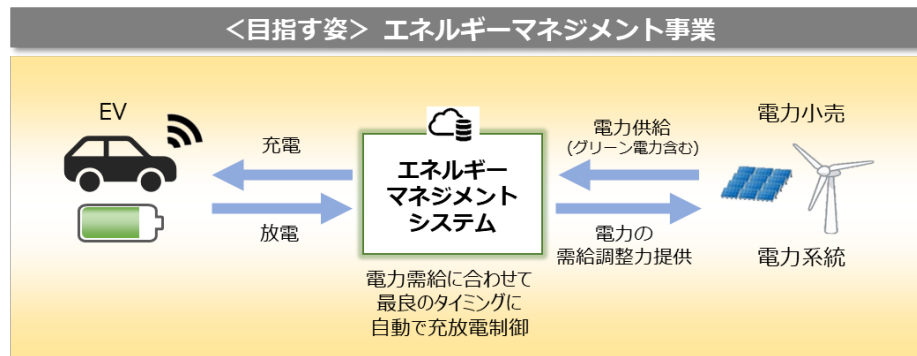 ＜目指す姿＞ エネルギーマネジメント事業
EV
充電
放電
エネルギー
マネジメント
システム
電力需給に合わせて
最良のタイミングに
自動で充放電制御
電力供給
(グリーン電力含む)
電力の
需給調整力提供
電力小売
電力系統